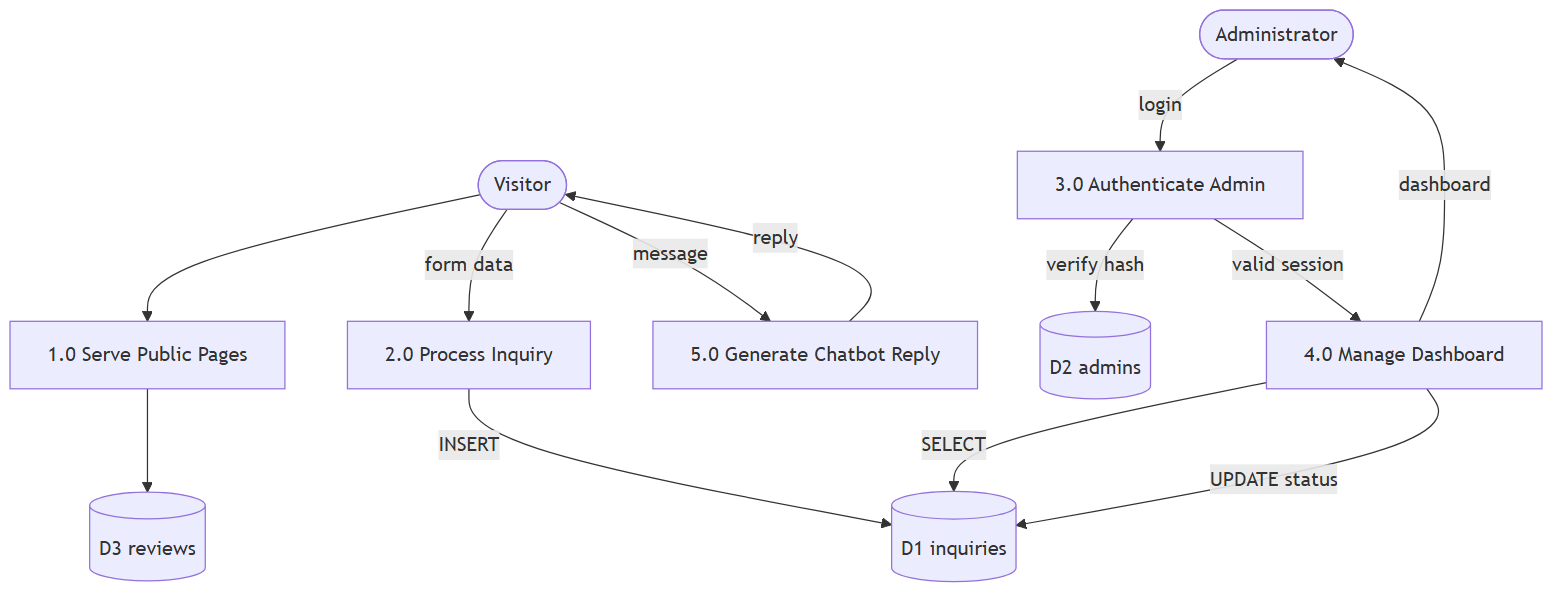 Administrator
login
3.0 Authenticate Admin
dashboard
Visitor
form data
message
reply
verify hash
valid session
1.0 Serve Public Pages
2.0 Process Inquiry
5.0 Generate Chatbot Reply
D2 admins
4.0 Manage Dashboard
INSERT
SELECT
UPDATE status
D3 reviews
D1 inquiries